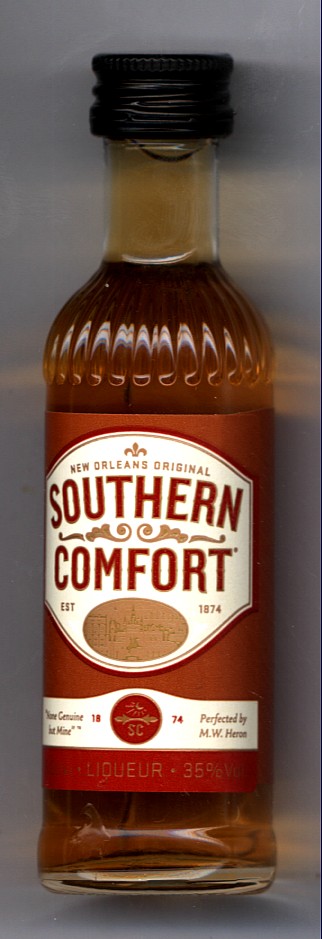 NEW ORLEANS ORIGINAL
SOUTHERN
COMFORT
EST 1874
"None Genuine
but Mine" ™
18 SC 74
Perfected by
M.W. Heron
LIQUEUR · 35% Vol